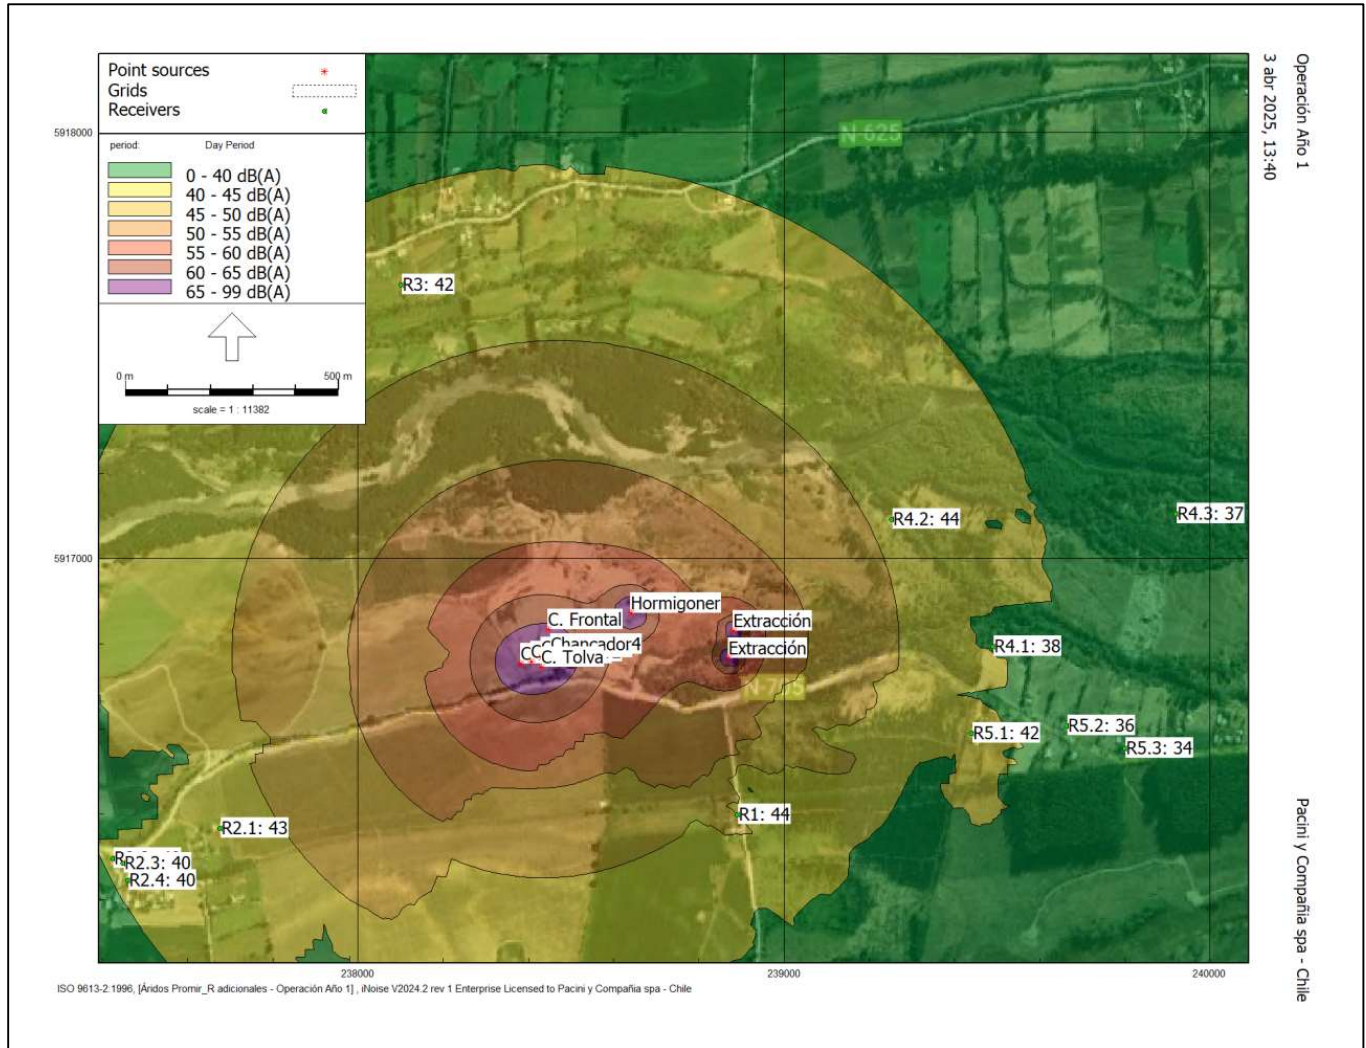 Point sources
Grids
Receivers
period: Day Period
0 - 40 dB(A)
40 - 45 dB(A)
45 - 50 dB(A)
50 - 55 dB(A)
55 - 60 dB(A)
60 - 65 dB(A)
65 - 99 dB(A)
0 m 500 m
scale = 1 : 11382
Operación Año 1
3 abr 2025, 13:40
Pacini y Compañia spa - Chile
5918000
N 625
R3: 42
R4.2: 44
R4.3: 37
5917000
Hormigoner
C. Frontal
Extracción
Chancador4
C. Tolva
Extracción
R4.1: 38
N 705
R5.1: 42
R5.2: 36
R5.3: 34
R1: 44
R2.1: 43
R2.3: 40
R2.4: 40
238000
239000
240000
ISO 9613-2:1996, [Áridos Promir_R adicionales - Operación Año 1] , iNoise V2024.2 rev 1 Enterprise Licensed to Pacini y Compañia spa - Chile